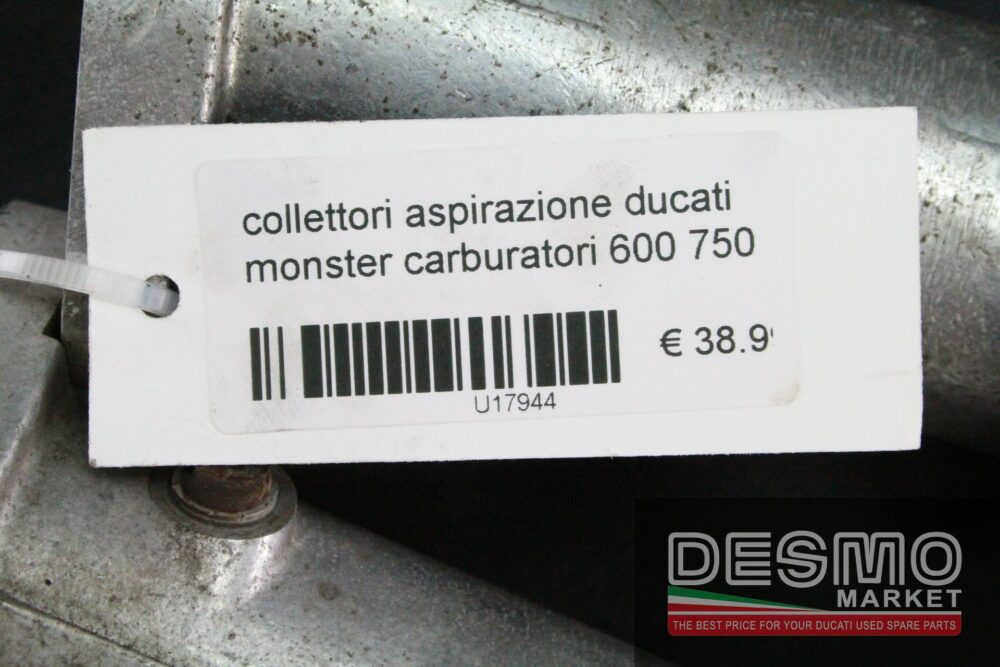 collettori aspirazione ducati
monster carburatori 600 750
€ 38.9
U17944
DESMO
MARKET
THE BEST PRICE FOR YOUR DUCATI USED SPARE PARTS